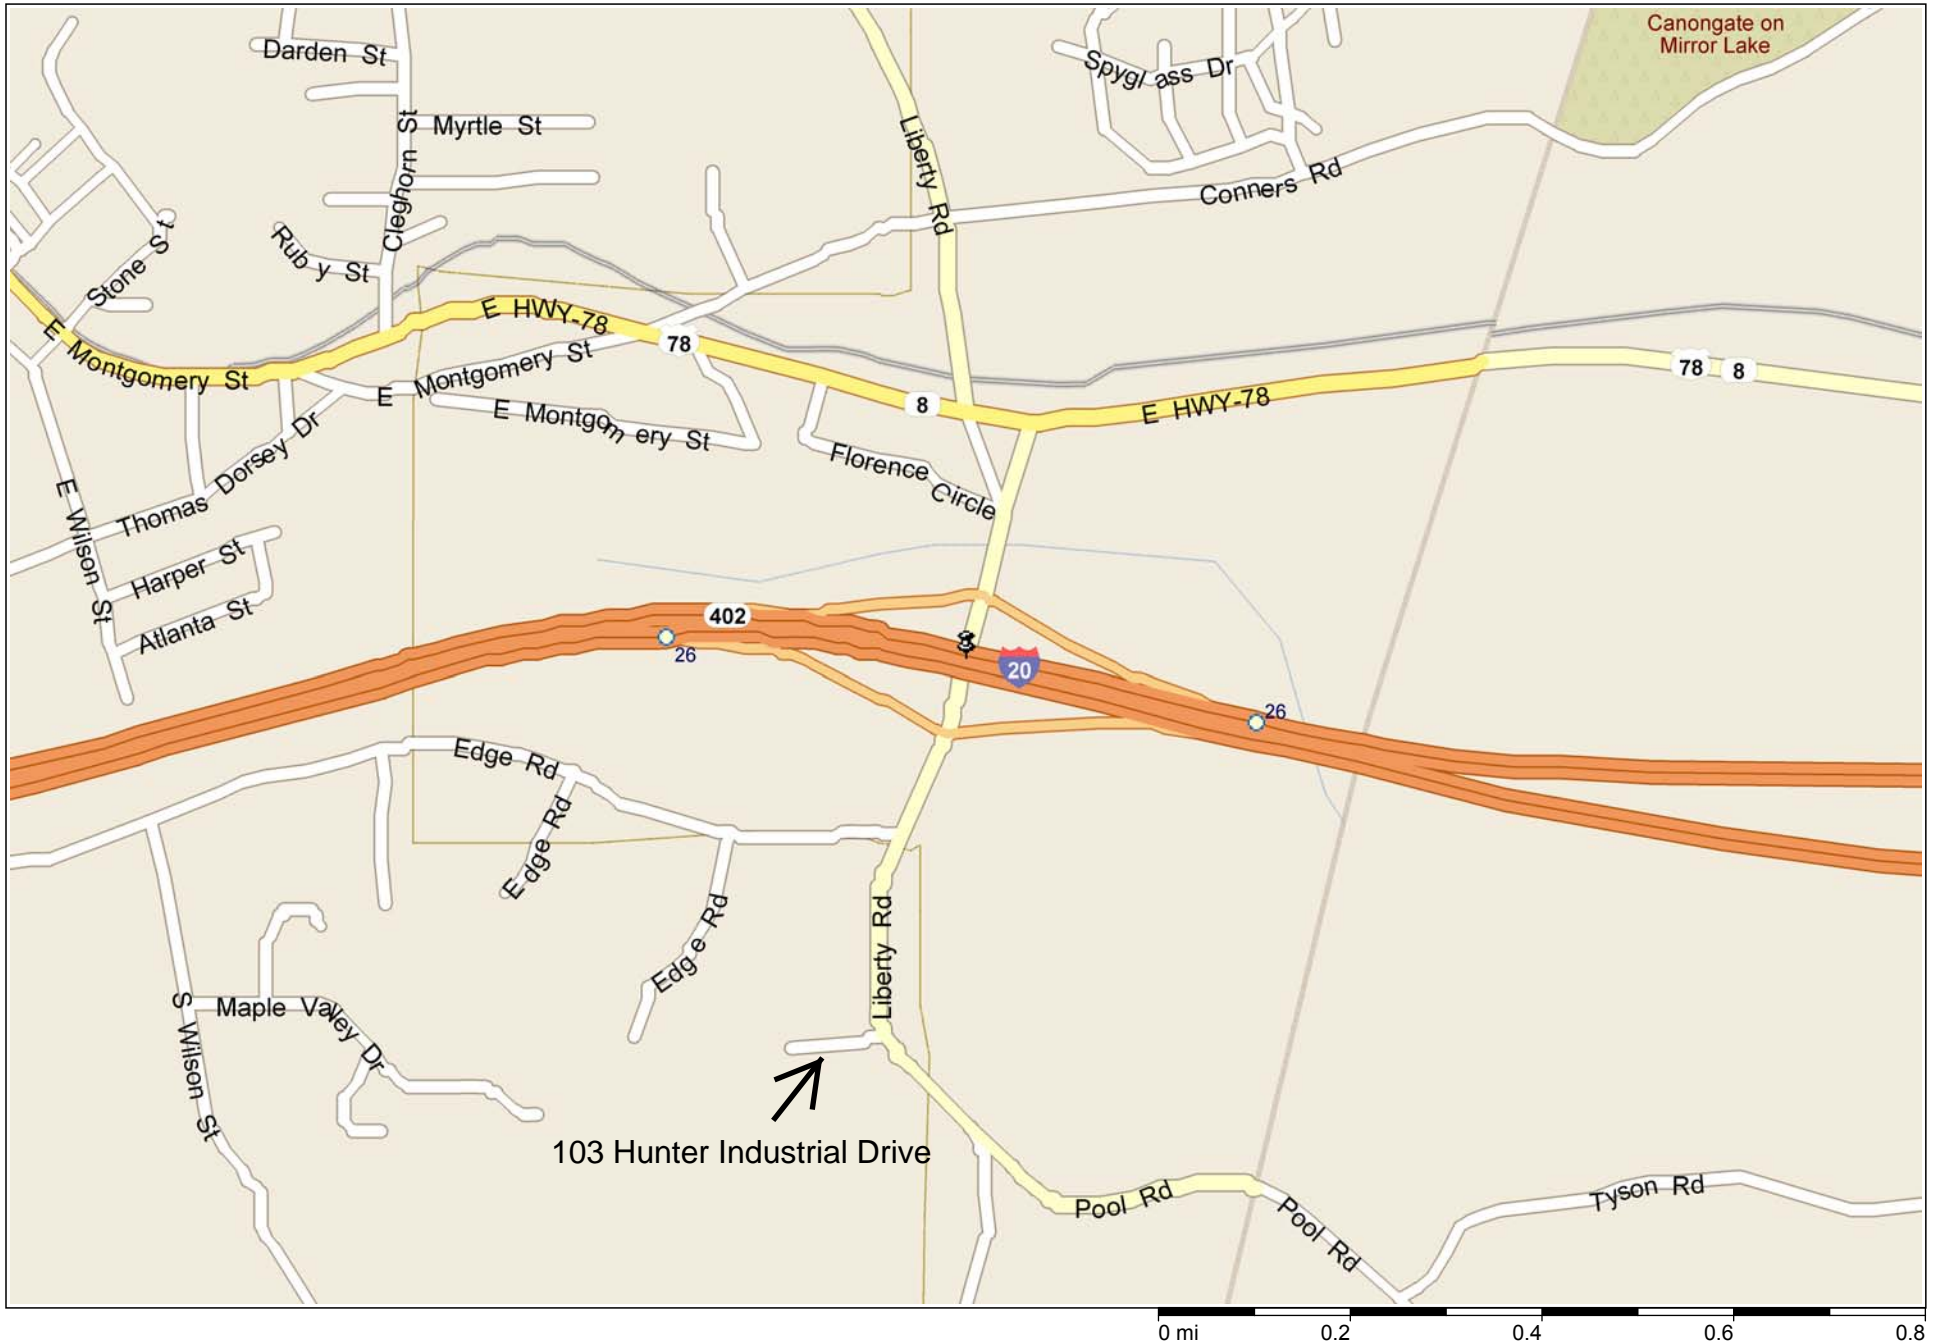 Canongate on
Mirror Lake
Darden St
Spyglass Dr
Myrtle St
Cleghorn St
Liberty Rd
Conners Rd
Stone St
Ruby St
E HWY-78
78
E Montgomery St
E Montgomery St
E Montgomery St
8
E HWY-78
78
8
Thomas Dorsey Dr
Florence Circle
E Wilson St
Harper St
Atlanta St
402
26
20
26
Edge Rd
Edge Rd
Edge Rd
Liberty Rd
Maple Valley Dr
S Wilson St
103 Hunter Industrial Drive
Pool Rd
Pool Rd
Tyson Rd
0 mi
0.2
0.4
0.6
0.8